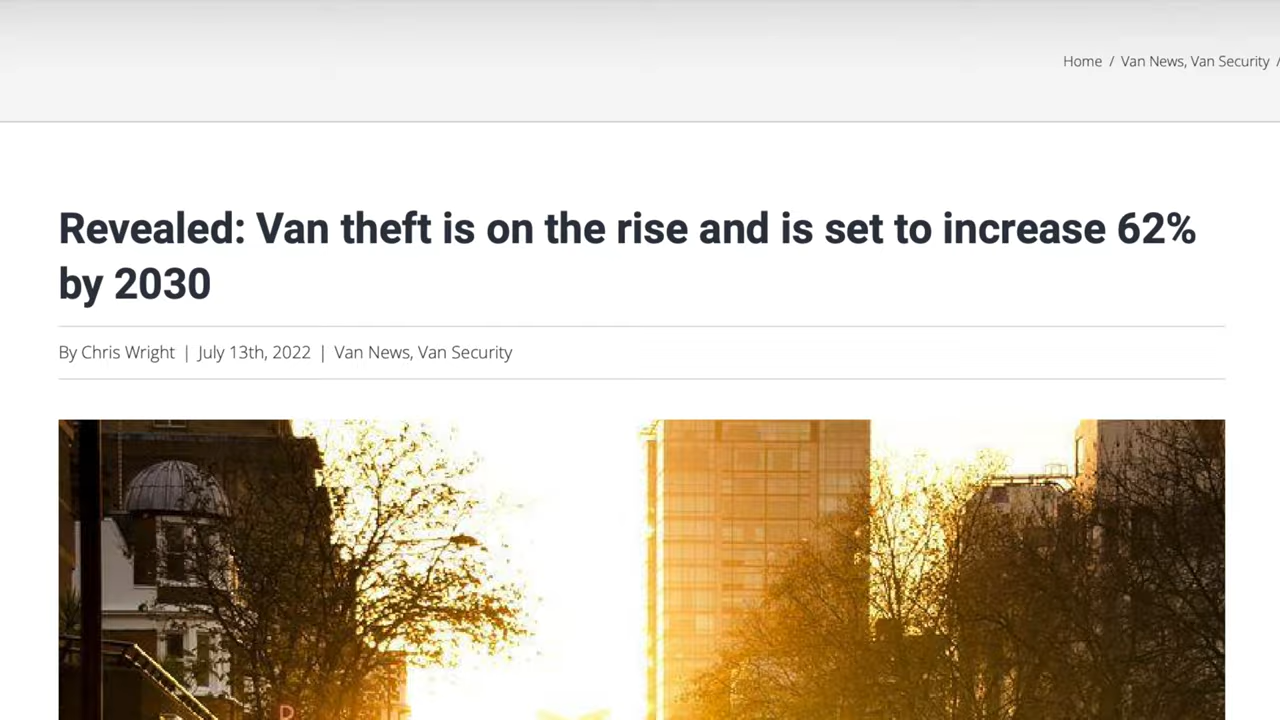 Home / Van News, Van Security /
Revealed: Van theft is on the rise and is set to increase 62%
by 2030
By Chris Wright | July 13th, 2022 | Van News, Van Security
R